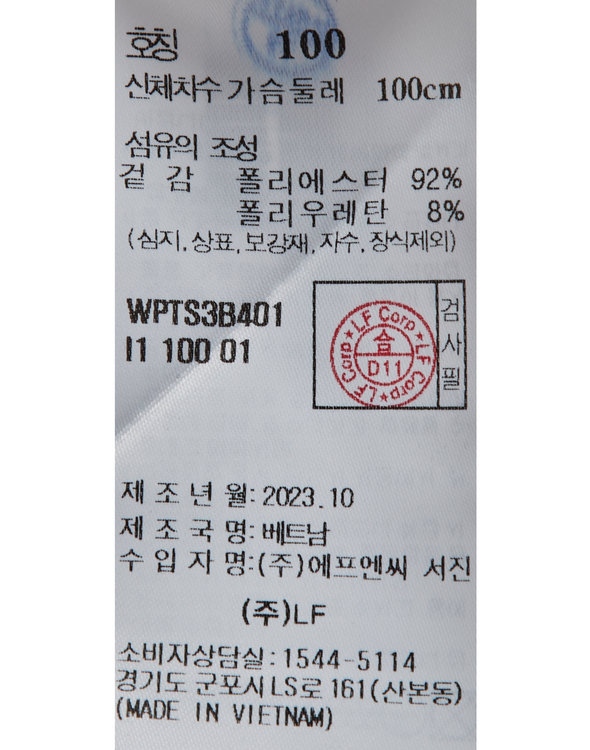 호칭 100
신체치수 가슴둘레 100cm
섬유의 조성
겉 감 폴리에스터 92%
폴리우레탄 8%
(심지, 상표, 보강재, 자수, 장식제외)
WPTS3B401
I1 100 01
LF Corp ★ LF Corp ★ LF Corp ★
合
D11
검사필
제 조 년 월: 2023.10
제 조 국 명: 베트남
수 입 자 명:(주)에프엔씨 서진
(주)LF
소비자상담실:1544-5114
경기도 군포시 LS로 161(산본동)
(MADE IN VIETNAM)